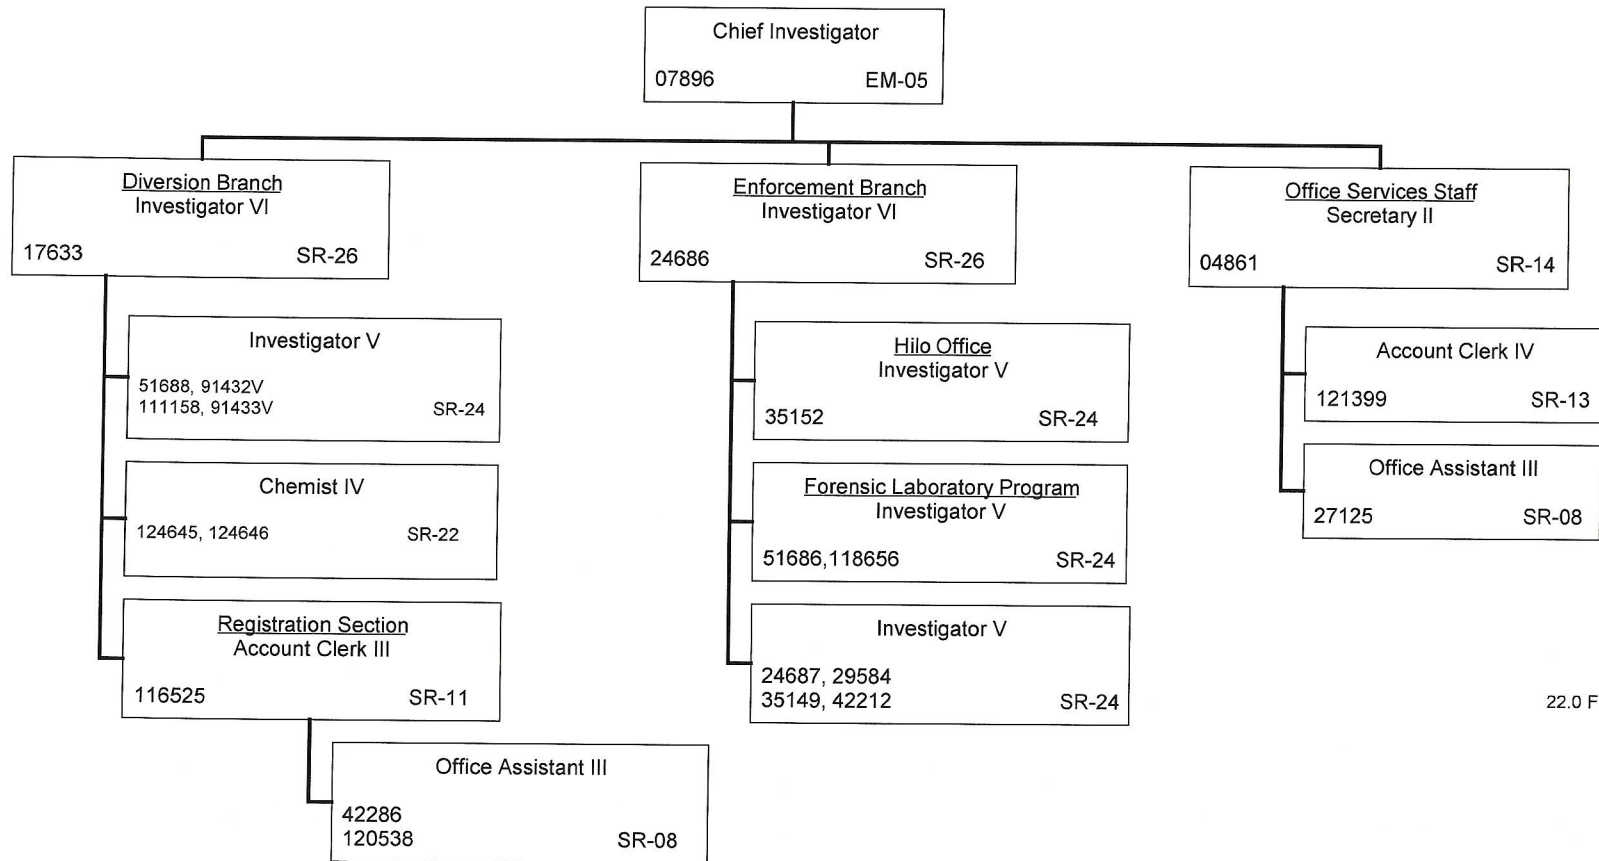 Chief Investigator
07896 EM-05
Diversion Branch
Investigator VI
17633 SR-26
Enforcement Branch
Investigator VI
24686 SR-26
Office Services Staff
Secretary II
04861 SR-14
Investigator V
51688, 91432V
111158, 91433V SR-24
Chemist IV
124645, 124646 SR-22
Registration Section
Account Clerk III
116525 SR-11
Office Assistant III
42286
120538 SR-08
Hilo Office
Investigator V
35152 SR-24
Forensic Laboratory Program
Investigator V
51686,118656 SR-24
Investigator V
24687, 29584
35149, 42212 SR-24
Account Clerk IV
121399 SR-13
Office Assistant III
27125 SR-08
22.0 F